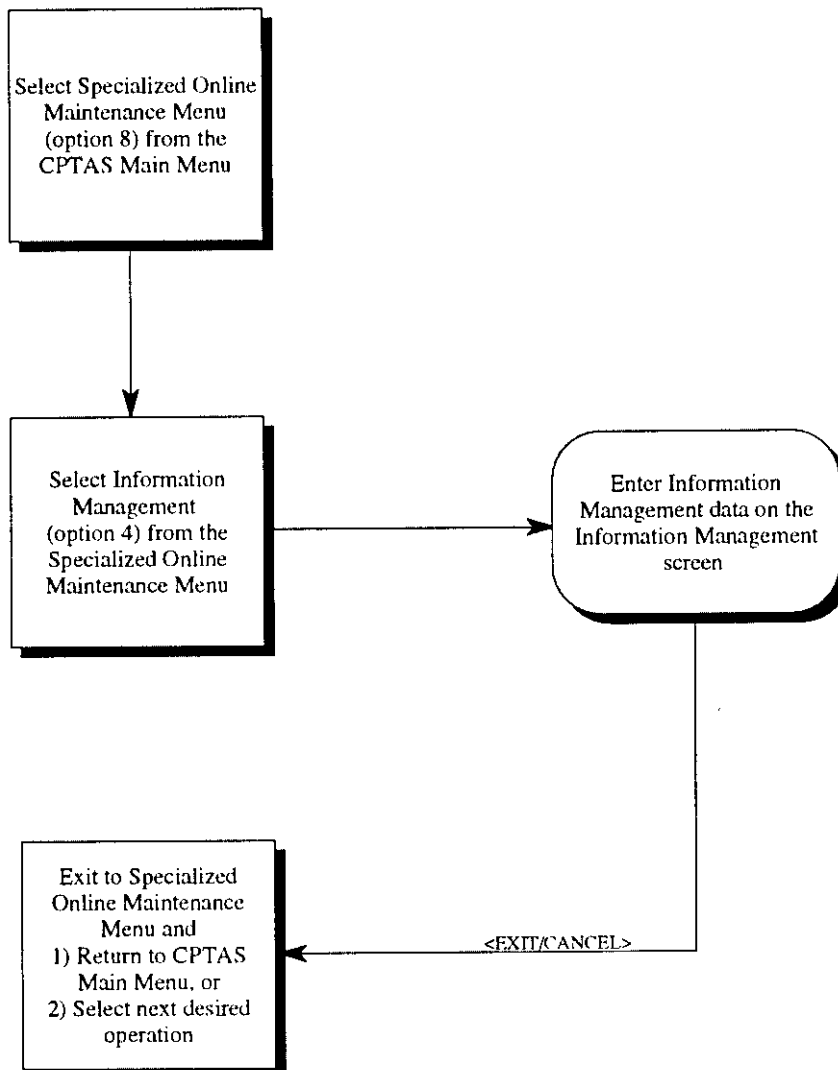 Select Specialized Online
Maintenance Menu
(option 8) from the
CPTAS Main Menu
Select Information
Management
(option 4) from the
Specialized Online
Maintenance Menu
Enter Information
Management data on the
Information Management
screen
<EXIT/CANCEL>
Exit to Specialized
Online Maintenance
Menu and
1) Return to CPTAS
Main Menu, or
2) Select next desired
operation